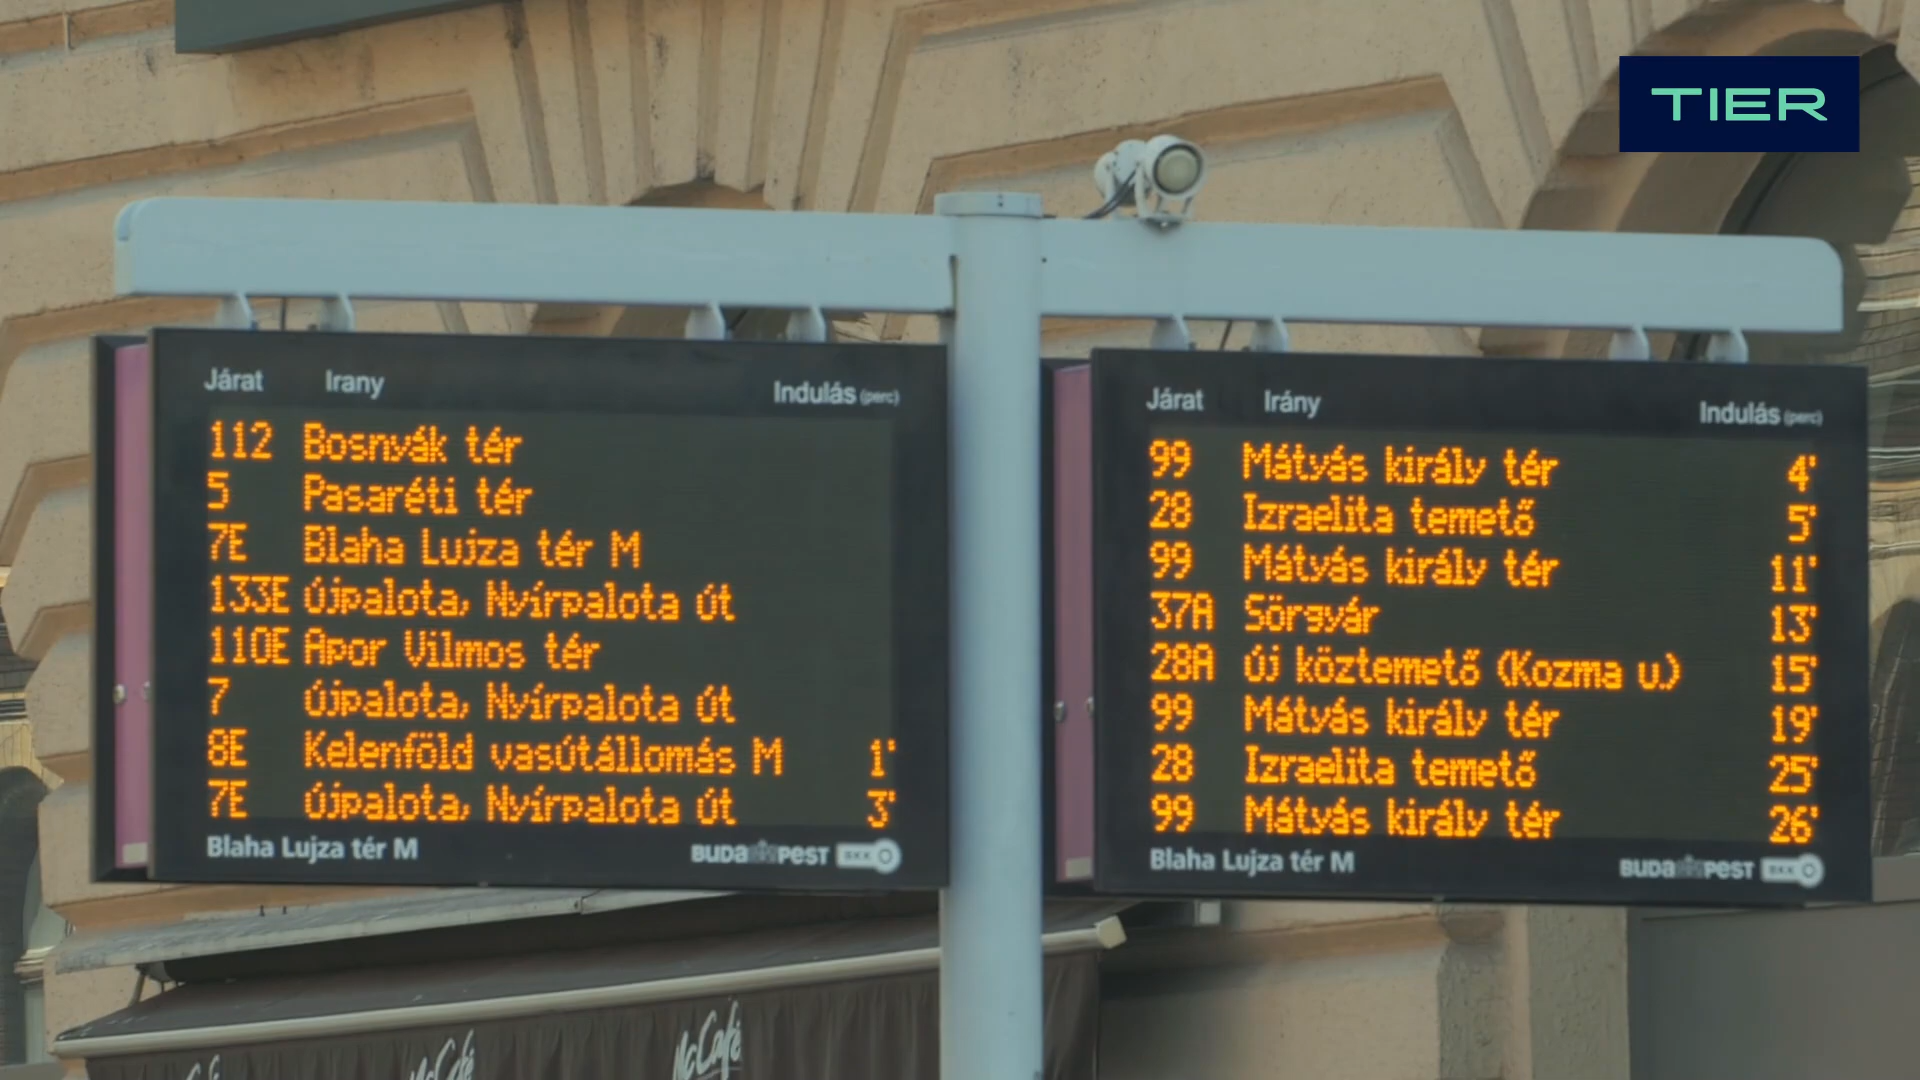 TIER
Járat Irany Indulás (perc)
112 Bosnyák tér
5 Pasaréti tér
7E Blaha Lujza tér M
133E Újpalota, Nyírpalota út
110E Apor Vilmos tér
7 Újpalota, Nyírpalota út
8E Kelenföld vasútállomás M 1'
7E Újpalota, Nyírpalota út 3'
Blaha Lujza tér M BUDAPEST BKK
Járat Irány Indulás (perc)
99 Mátyás király tér 4'
28 Izraelita temető 5'
99 Mátyás király tér 11'
37A Sörgyár 13'
28A Új köztemető (Kozma u.) 15'
99 Mátyás király tér 19'
28 Izraelita temető 25'
99 Mátyás király tér 26'
Blaha Lujza tér M BUDAPEST BKK
McCafé
McCafé